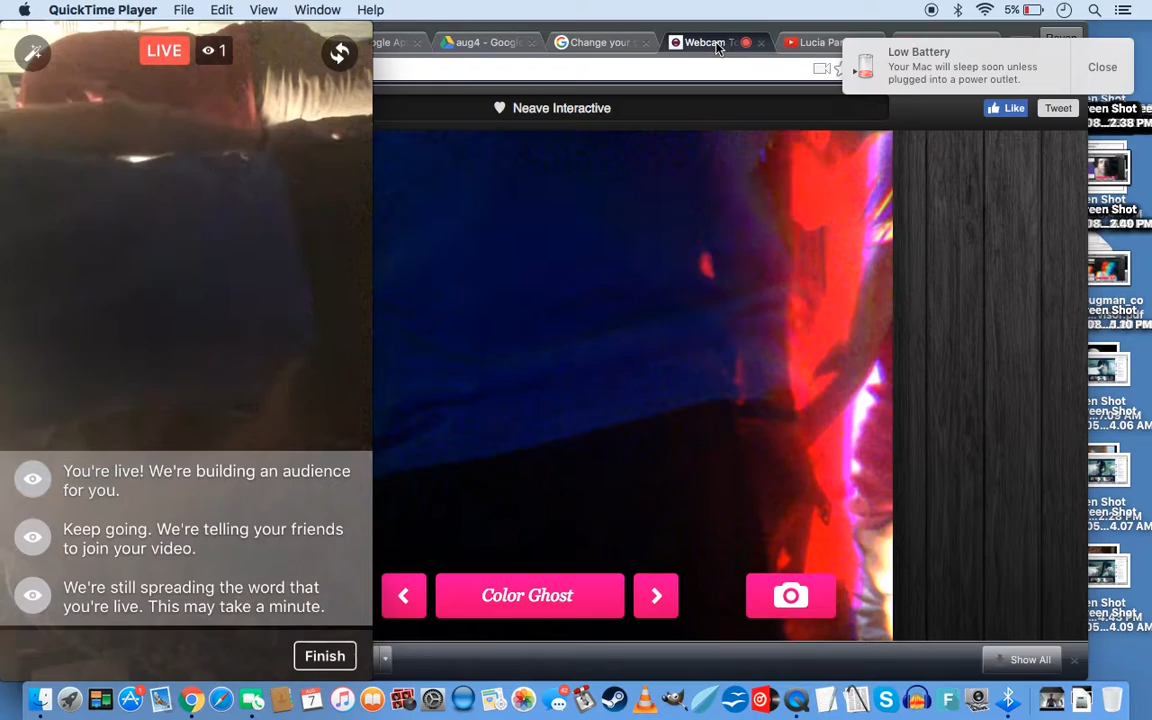 QuickTime Player File Edit View Window Help
5%
LIVE 1
aug4 - Google
Change your
Webcam
Low Battery
Your Mac will sleep soon unless
plugged into a power outlet.
Close
Neave Interactive
Like
Tweet
You're live! We're building an audience
for you.
Keep going. We're telling your friends
to join your video.
We're still spreading the word that
you're live. This may take a minute.
Finish
Color Ghost
Show All